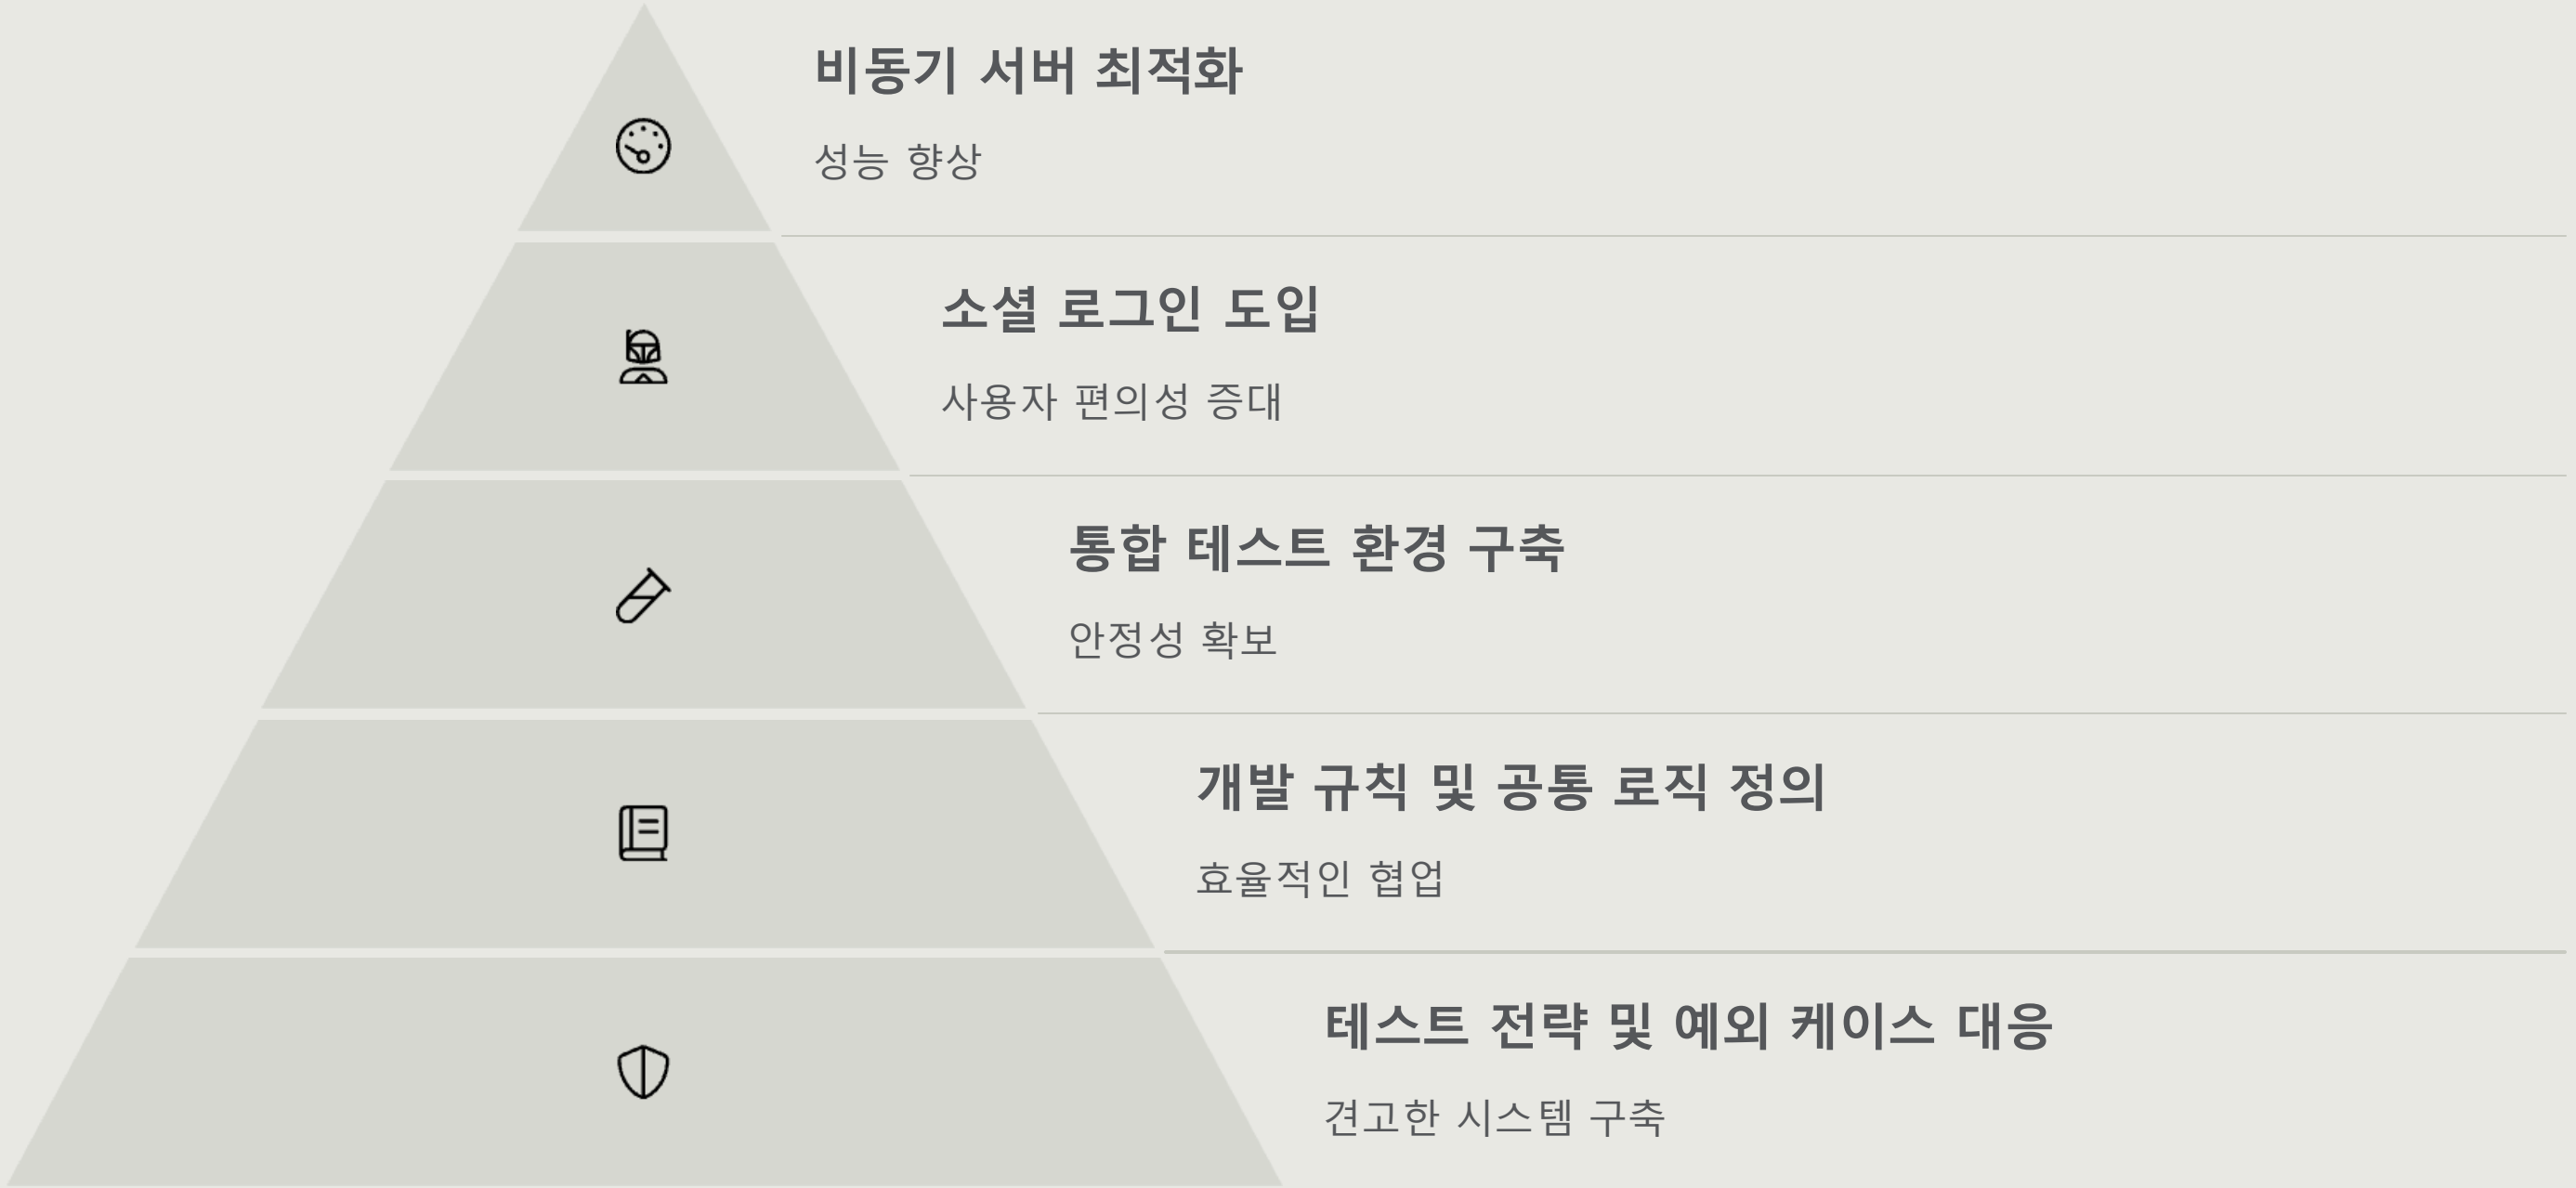 비동기 서버 최적화
성능 향상
소셜 로그인 도입
사용자 편의성 증대
통합 테스트 환경 구축
안정성 확보
개발 규칙 및 공통 로직 정의
효율적인 협업
테스트 전략 및 예외 케이스 대응
견고한 시스템 구축